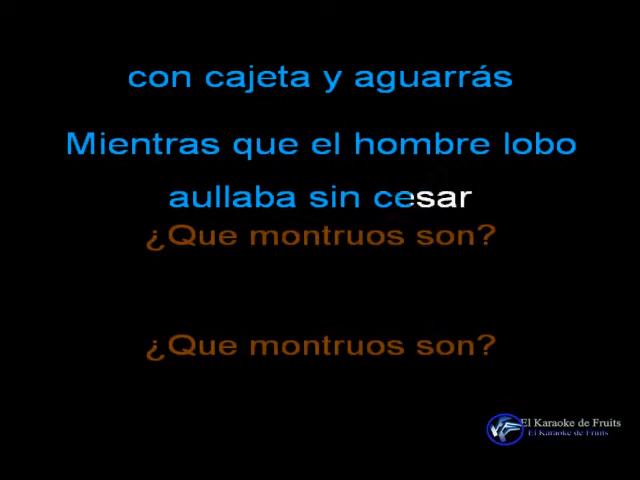 con cajeta y aguarrás
Mientras que el hombre lobo
aullaba sin cesar
¿Que montruos son?
¿Que montruos son?
El Karaoke de Fruits
El Karaoke de Fruits